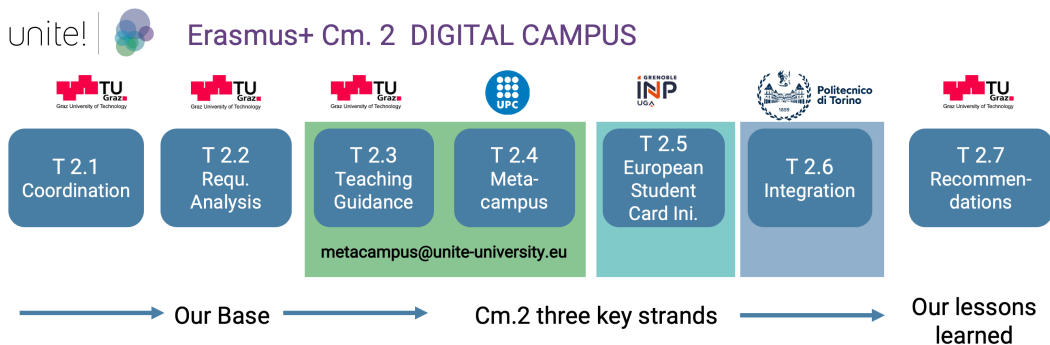 unite!
Erasmus+ Cm. 2 DIGITAL CAMPUS
TU
Graz
Graz University of Technology
TU
Graz
Graz University of Technology
TU
Graz
Graz University of Technology
UPC
GRENOBLE
INP
UGA
1859
Politecnico
di Torino
TU
Graz
Graz University of Technology
T 2.1
Coordination
T 2.2
Requ.
Analysis
T 2.3
Teaching
Guidance
T 2.4
Meta-
campus
T 2.5
European
Student
Card Ini.
T 2.6
Integration
T 2.7
Recommen-
dations
metacampus@unite-university.eu
Our Base
Cm.2 three key strands
Our lessons
learned